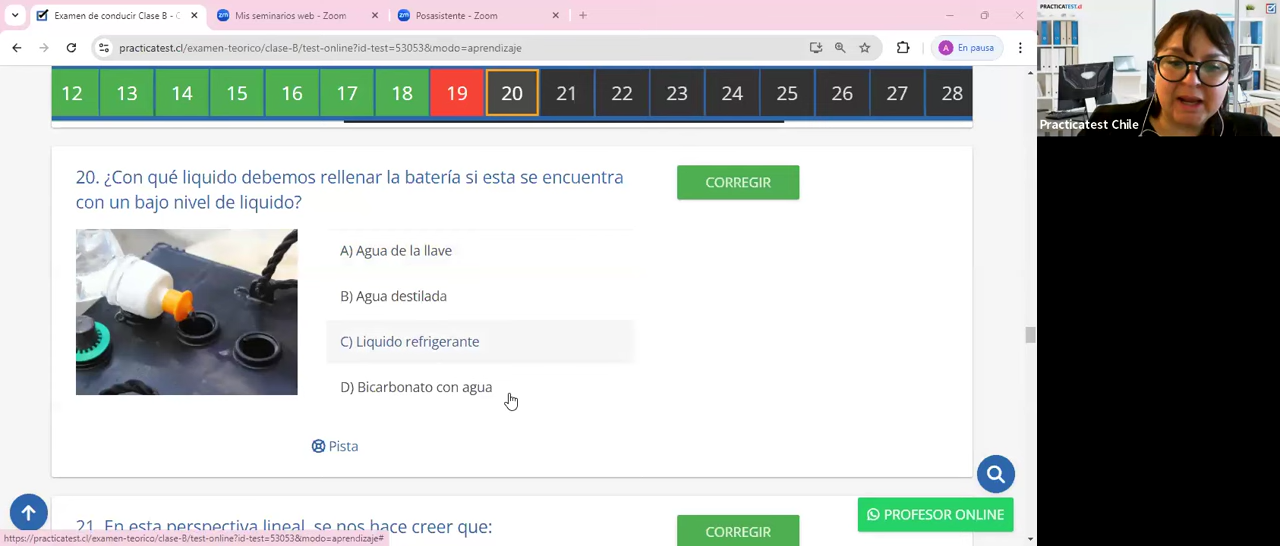 Examen de conducir Clase B - C
Mis seminarios web - Zoom
Posasistente - Zoom
practicatest.cl/examen-teorico/clase-B/test-online?id-test=53053&modo=aprendizaje
A En pausa
PRACTICATEST.cl
Practicatest Chile
12 13 14 15 16 17 18 19 20 21 22 23 24 25 26 27 28
20. ¿Con qué liquido debemos rellenar la batería si esta se encuentra
con un bajo nivel de liquido?
CORREGIR
A) Agua de la llave
B) Agua destilada
C) Liquido refrigerante
D) Bicarbonato con agua
Pista
PROFESOR ONLINE
21. En esta perspectiva lineal, se nos hace creer que:
CORREGIR
https://practicatest.cl/examen-teorico/clase-B/test-online?id-test=53053&modo=aprendizaje#